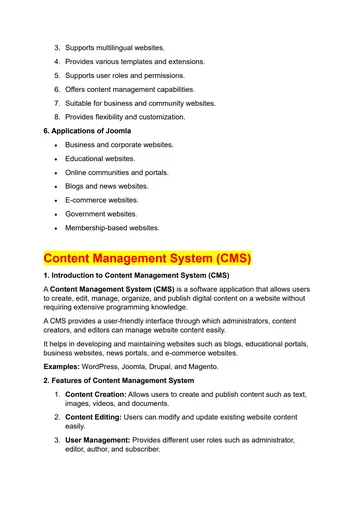 3. Supports multilingual websites.
4. Provides various templates and extensions.
5. Supports user roles and permissions.
6. Offers content management capabilities.
7. Suitable for business and community websites.
8. Provides flexibility and customization.
6. Applications of Joomla
• Business and corporate websites.
• Educational websites.
• Online communities and portals.
• Blogs and news websites.
• E-commerce websites.
• Government websites.
• Membership-based websites.
Content Management System (CMS)
1. Introduction to Content Management System (CMS)
A Content Management System (CMS) is a software application that allows users
to create, edit, manage, organize, and publish digital content on a website without
requiring extensive programming knowledge.
A CMS provides a user-friendly interface through which administrators, content
creators, and editors can manage website content easily.
It helps in developing and maintaining websites such as blogs, educational portals,
business websites, news portals, and e-commerce websites.
Examples: WordPress, Joomla, Drupal, and Magento.
2. Features of Content Management System
1. Content Creation: Allows users to create and publish content such as text,
images, videos, and documents.
2. Content Editing: Users can modify and update existing website content
easily.
3. User Management: Provides different user roles such as administrator,
editor, author, and subscriber.